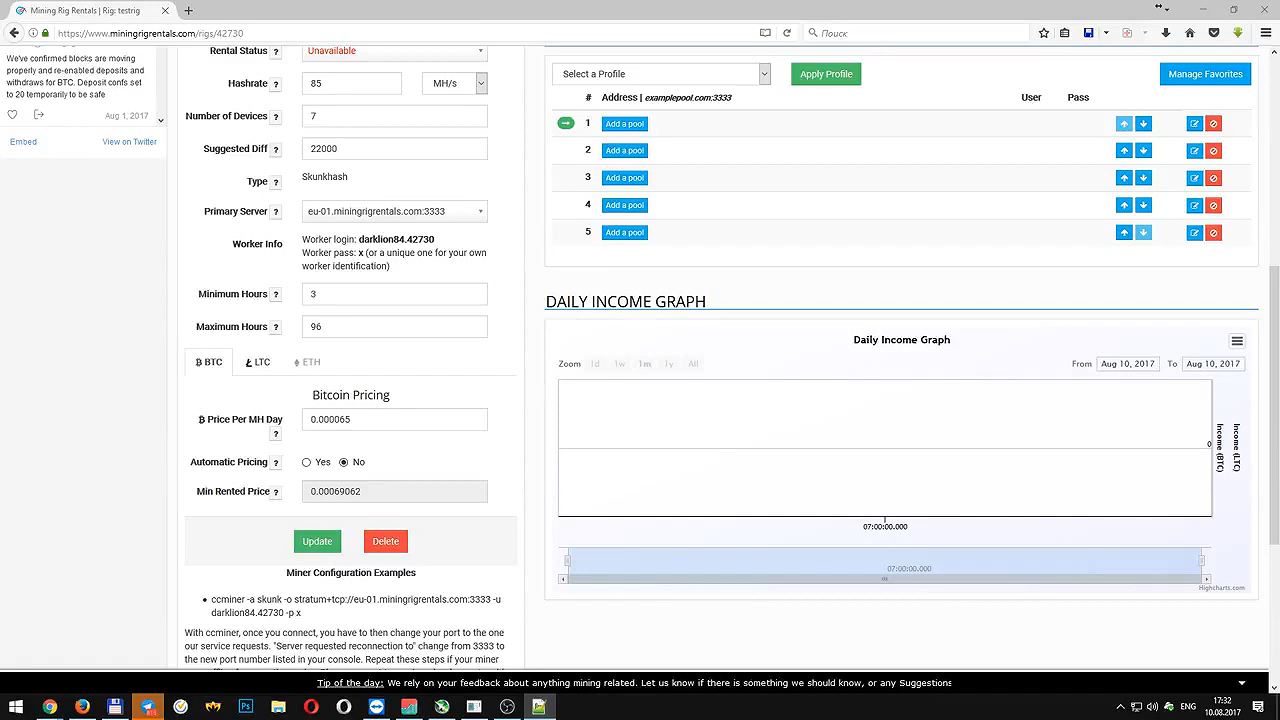 Mining Rig Rentals | Rig: testrig
https://www.miningrigrentals.com/rigs/42730
Поиск
We've confirmed blocks are moving
properly and re-enabled deposits and
withdraws for BTC. Deposit confs set
to 20 temporarily to be safe
Aug 1, 2017
Embed
View on Twitter
Rental Status ?
Unavailable
Hashrate ?
85
MH/s
Number of Devices ?
7
Suggested Diff ?
22000
Type ?
Skunkhash
Primary Server ?
eu-01.miningrigrentals.com:3333
Worker Info
Worker login: darklion84.42730
Worker pass: x (or a unique one for your own
worker identification)
Minimum Hours ?
3
Maximum Hours ?
96
BTC
LTC
ETH
Bitcoin Pricing
Price Per MH Day
?
0.000065
Automatic Pricing ?
Yes
No
Min Rented Price ?
0.00069062
Update
Delete
Miner Configuration Examples
• ccminer -a skunk -o stratum+tcp://eu-01.miningrigrentals.com:3333 -u
darklion84.42730 -p x
With ccminer, once you connect, you have to then change your port to the one
our service requests. "Server requested reconnection to" change from 3333 to
the new port number listed in your console. Repeat these steps if your miner
Select a Profile
Apply Profile
Manage Favorites
# Address | examplepool.com:3333 User Pass
1 Add a pool
2 Add a pool
3 Add a pool
4 Add a pool
5 Add a pool
DAILY INCOME GRAPH
Daily Income Graph
Zoom 1d 1w 1m 1y All
From Aug 10, 2017 To Aug 10, 2017
0
Income (BTC)
Income (LTC)
07:00:00.000
07:00:00.000
Highcharts.com
Tip of the day: We rely on your feedback about anything mining related. Let us know if there is something we should know, or any Suggestions
17:32
10.08.2017